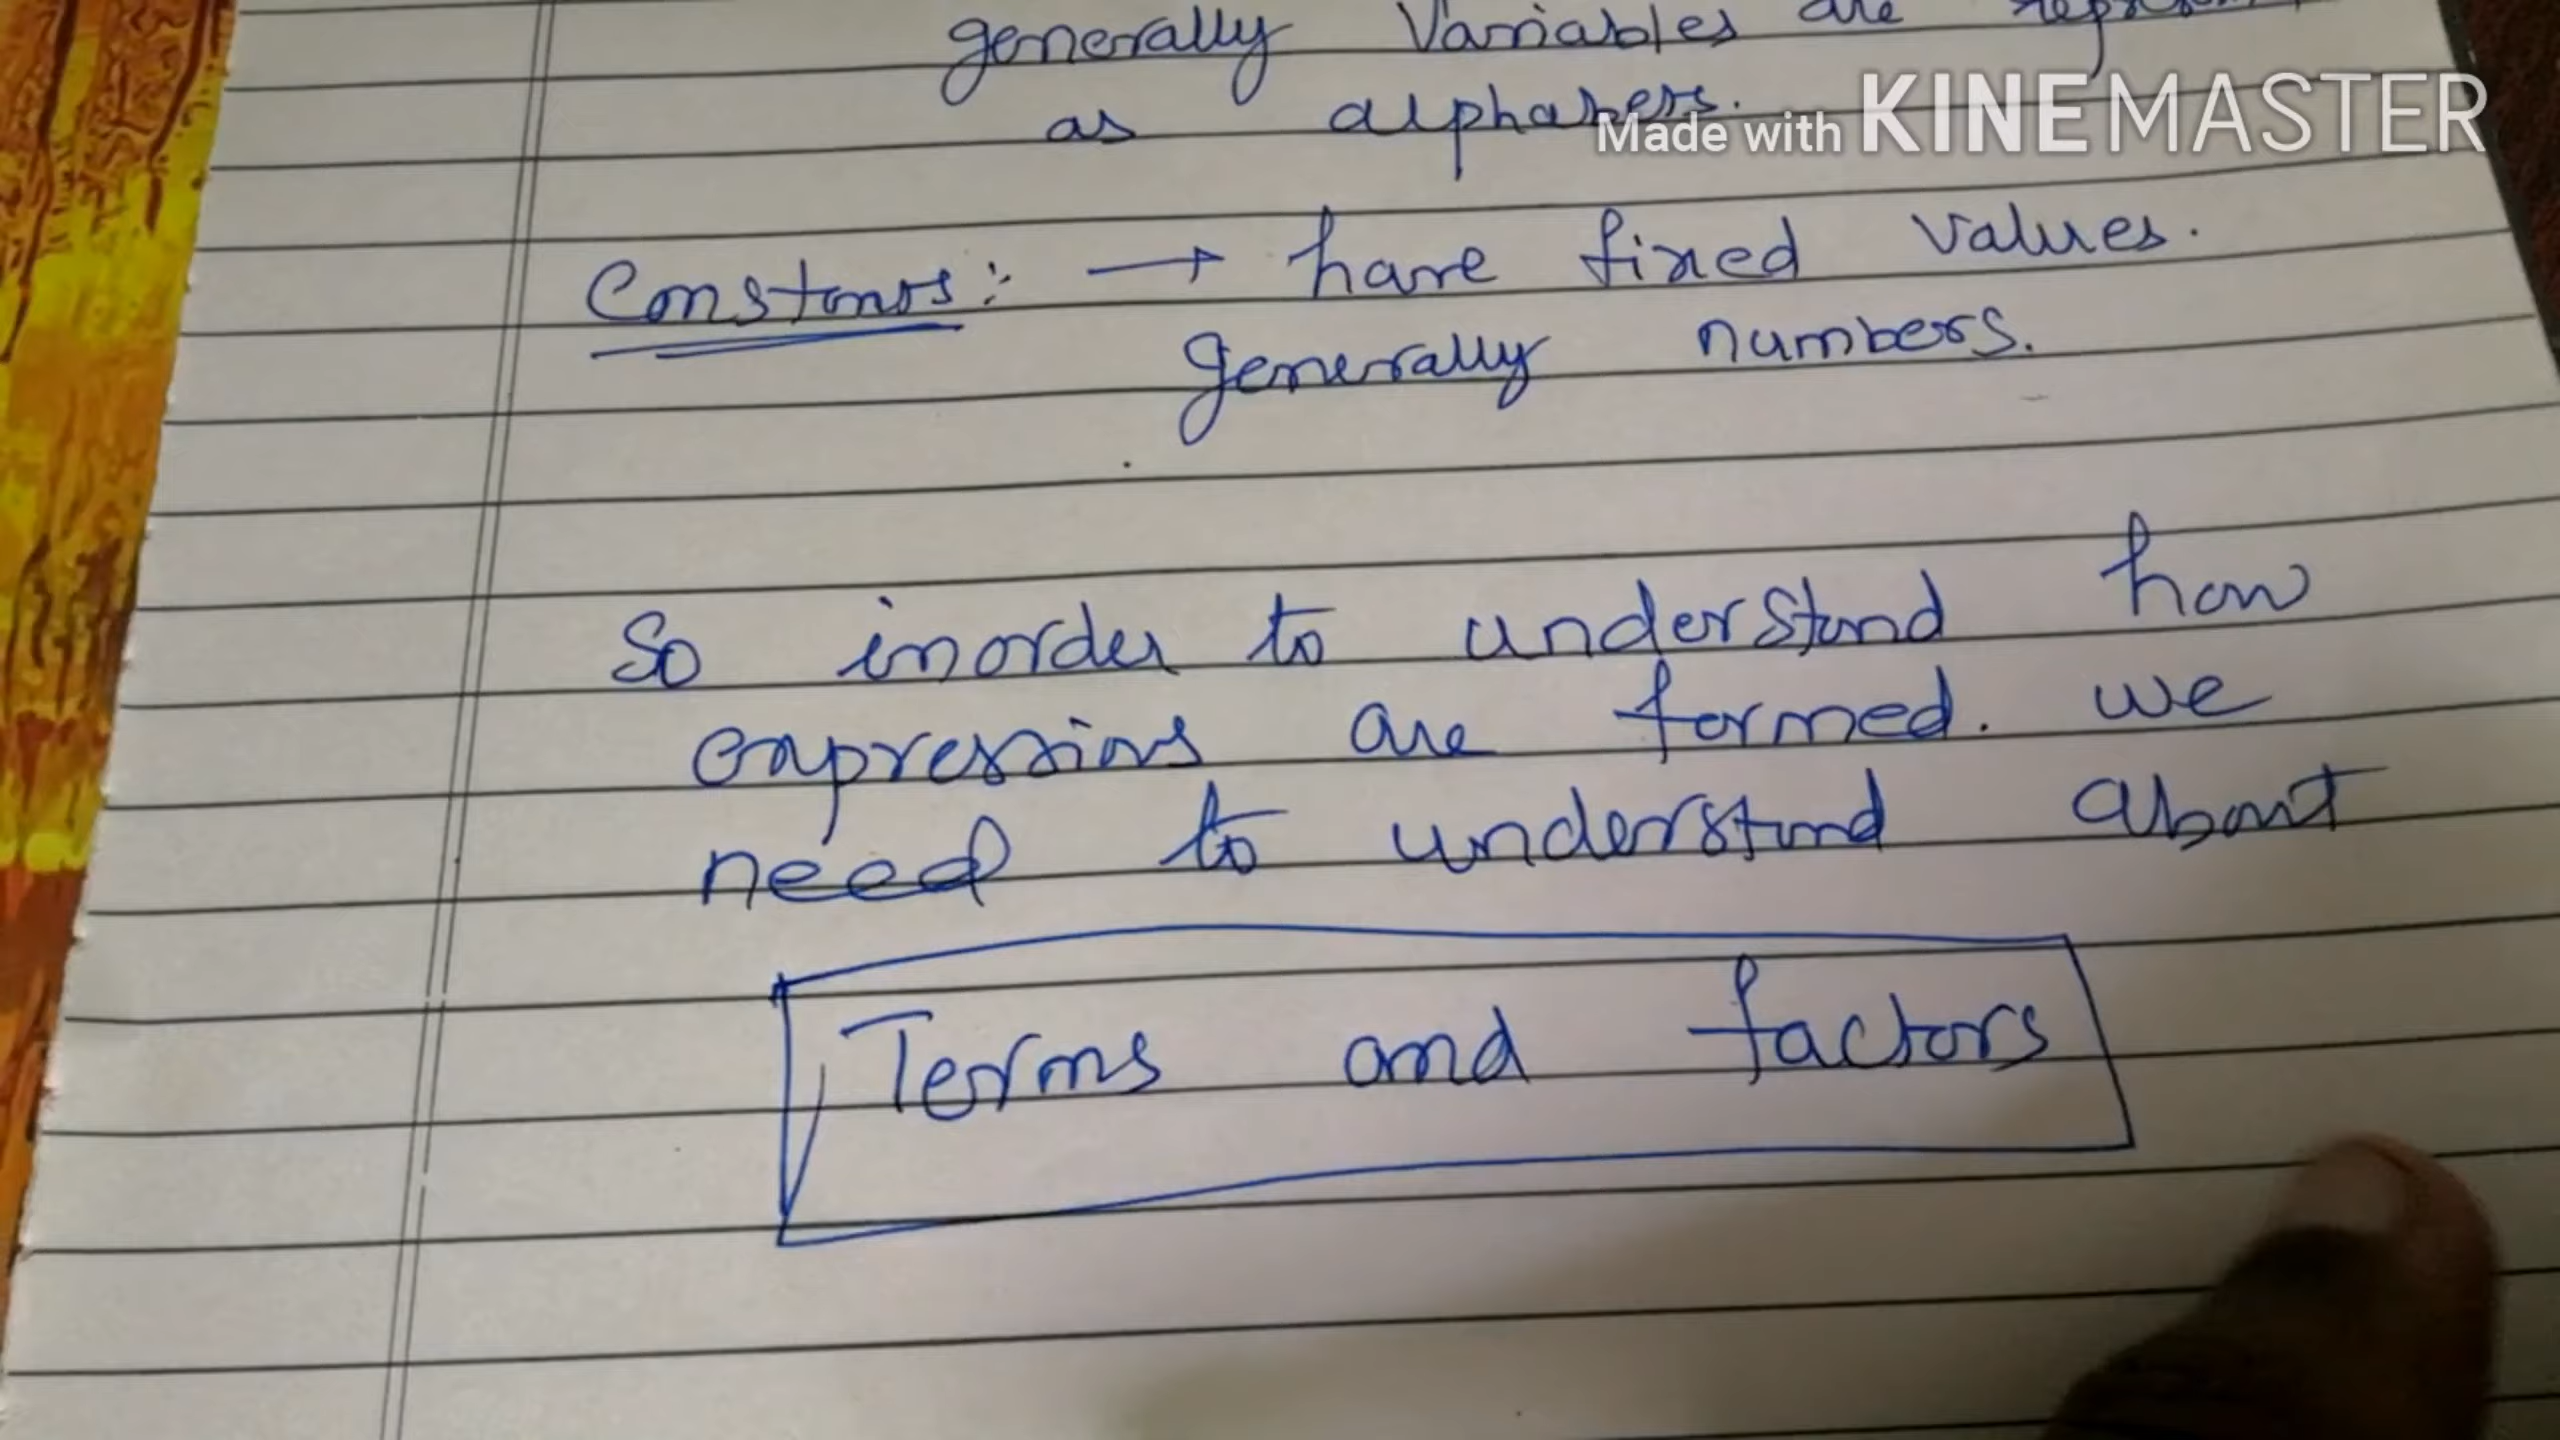 generally Variables are
as alphabets.
Made with KINEMASTER
Constants: → have fixed values.
generally numbers.
So inorder to understand how
expressions are formed. we
need to understand about
Terms and factors